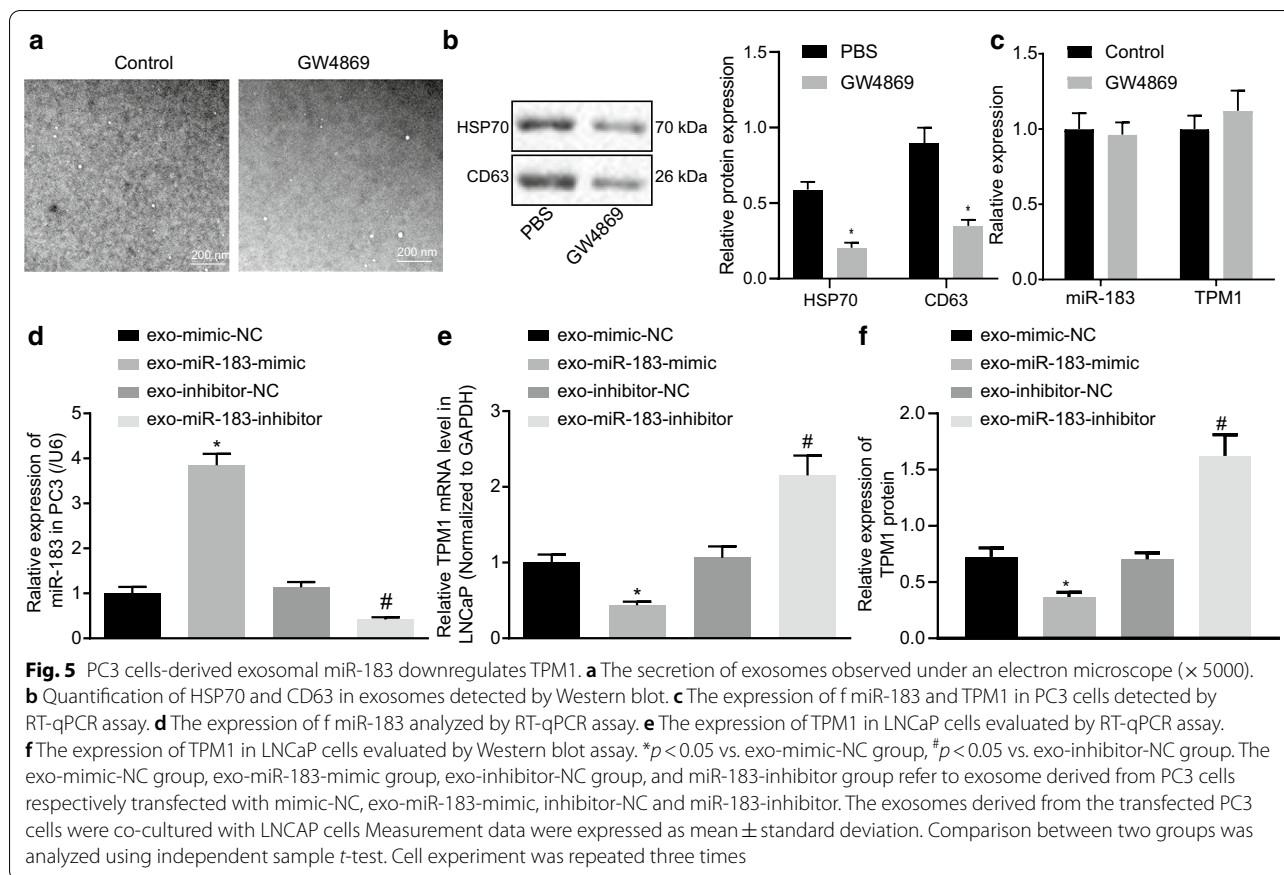 a
Control
GW4869
200 nm
200 nm
b
HSP70
70 kDa
CD63
26 kDa
PBS
GW4869
PBS
GW4869
Relative protein expression
1.5
1.0
0.5
0.0
*
*
HSP70
CD63
c
Control
GW4869
Ralative expression
1.5
1.0
0.5
0.0
miR-183
TPM1
d
exo-mimic-NC
exo-miR-183-mimic
exo-inhibitor-NC
exo-miR-183-inhibitor
Ralative expression of
miR-183 in PC3 (/U6)
5
4
3
2
1
0
*
#
e
exo-mimic-NC
exo-miR-183-mimic
exo-inhibitor-NC
exo-miR-183-inhibitor
Relative TPM1 mRNA level in
LNCaP (Normalized to GAPDH)
3
2
1
0
*
#
f
exo-mimic-NC
exo-miR-183-mimic
exo-inhibitor-NC
exo-miR-183-inhibitor
Ralative expression of
TPM1 protein
2.0
1.5
1.0
0.5
0.0
*
#
Fig. 5 PC3 cells-derived exosomal miR-183 downregulates TPM1. a The secretion of exosomes observed under an electron microscope (× 5000).
b Quantification of HSP70 and CD63 in exosomes detected by Western blot. c The expression of f miR-183 and TPM1 in PC3 cells detected by
RT-qPCR assay. d The expression of f miR-183 analyzed by RT-qPCR assay. e The expression of TPM1 in LNCaP cells evaluated by RT-qPCR assay.
f The expression of TPM1 in LNCaP cells evaluated by Western blot assay. *p < 0.05 vs. exo-mimic-NC group, #p < 0.05 vs. exo-inhibitor-NC group. The
exo-mimic-NC group, exo-miR-183-mimic group, exo-inhibitor-NC group, and miR-183-inhibitor group refer to exosome derived from PC3 cells
respectively transfected with mimic-NC, exo-miR-183-mimic, inhibitor-NC and miR-183-inhibitor. The exosomes derived from the transfected PC3
cells were co-cultured with LNCAP cells Measurement data were expressed as mean ± standard deviation. Comparison between two groups was
analyzed using independent sample t-test. Cell experiment was repeated three times